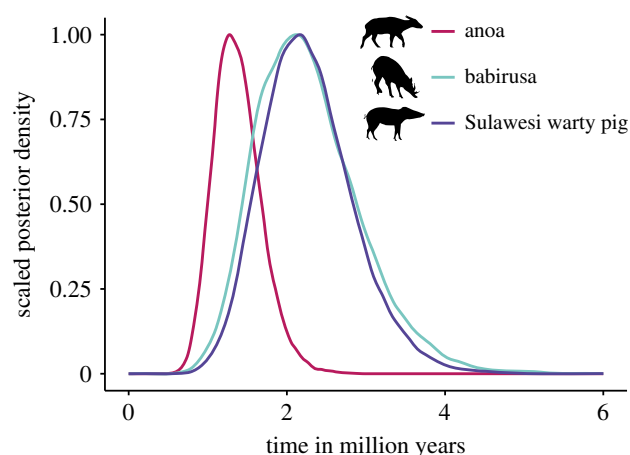 1.00
0.75
0.50
0.25
0
scaled posterior density
anoa
babirusa
Sulawesi warty pig
0
2
4
6
time in million years